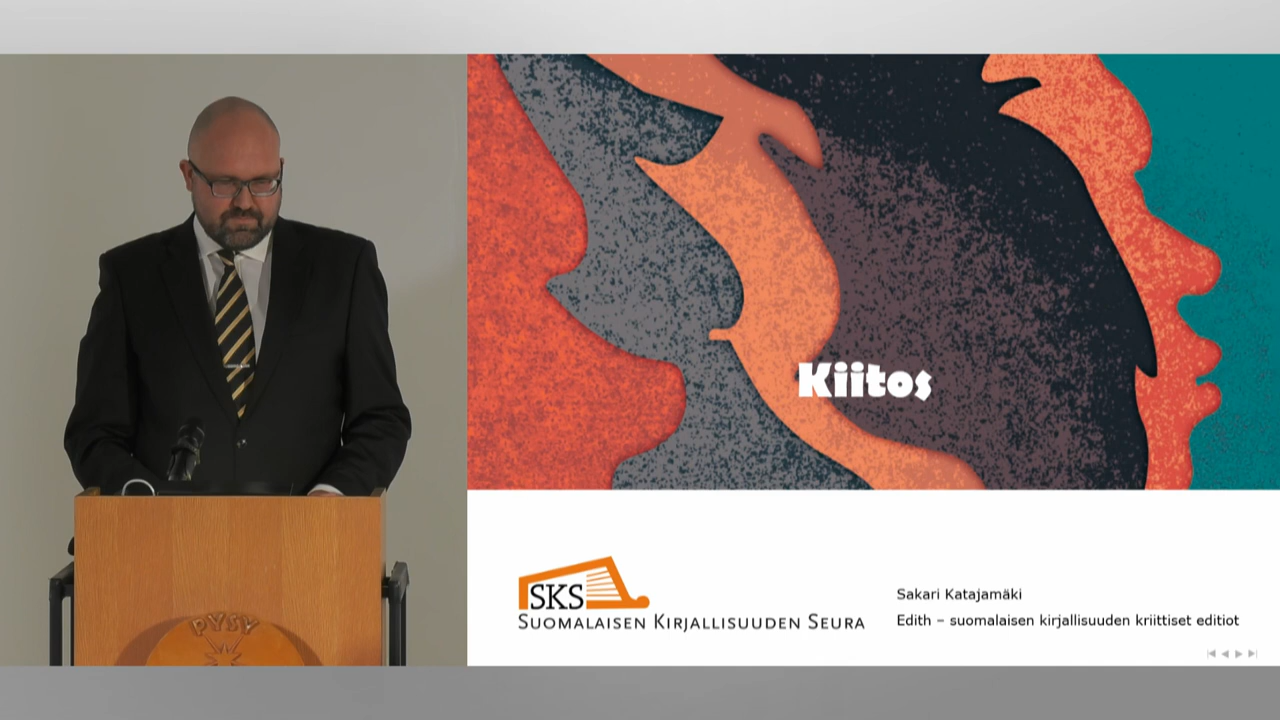 Kiitos
SKS
SUOMALAISEN KIRJALLISUUDEN SEURA
Sakari Katajamäki
Edith – suomalaisen kirjallisuuden kriittiset editiot
PYSY